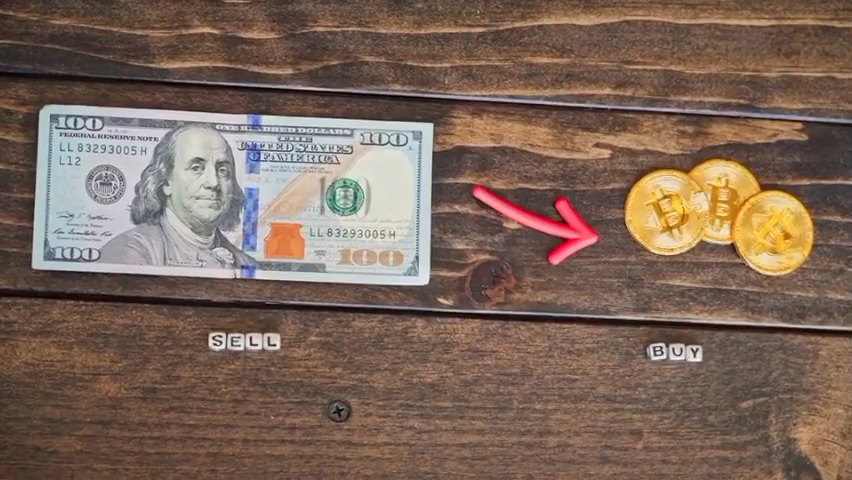 100
ONE HUNDRED DOLLARS
100
FEDERAL RESERVE NOTE
THE
UNITED STATES
OF AMERICA
LL 83293005 H
L12
LL 83293005 H
100
100
SELL
BUY